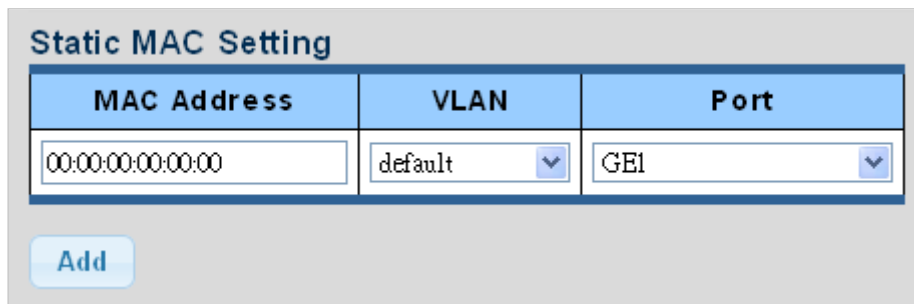 Static MAC Setting
MAC Address VLAN Port
00:00:00:00:00:00 default GE1
Add